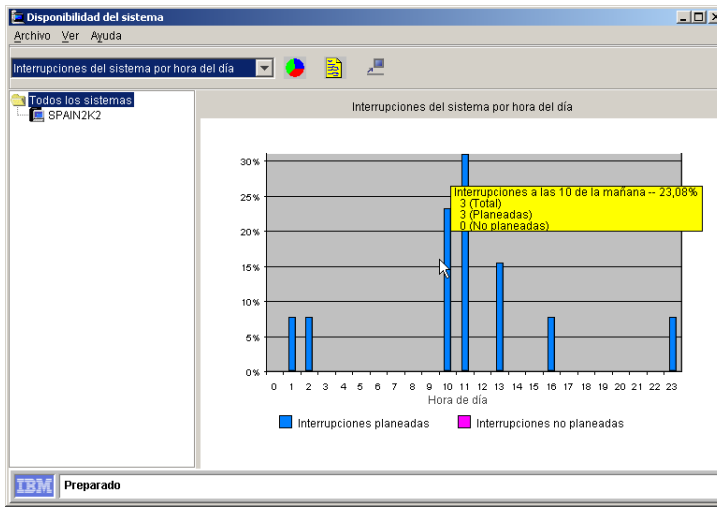 Disponibilidad del sistema
Archivo Ver Ayuda
Interrupciones del sistema por hora del día
Todos los sistemas
SPAIN2K2
Interrupciones del sistema por hora del día
30%
25%
20%
15%
10%
5%
0%
Interrupciones a las 10 de la mañana -- 23,08%
3 (Total)
3 (Planeadas)
0 (No planeadas)
0 1 2 3 4 5 6 7 8 9 10 11 12 13 14 15 16 17 18 19 20 21 22 23
Hora de día
Interrupciones planeadas Interrupciones no planeadas
IBM Preparado